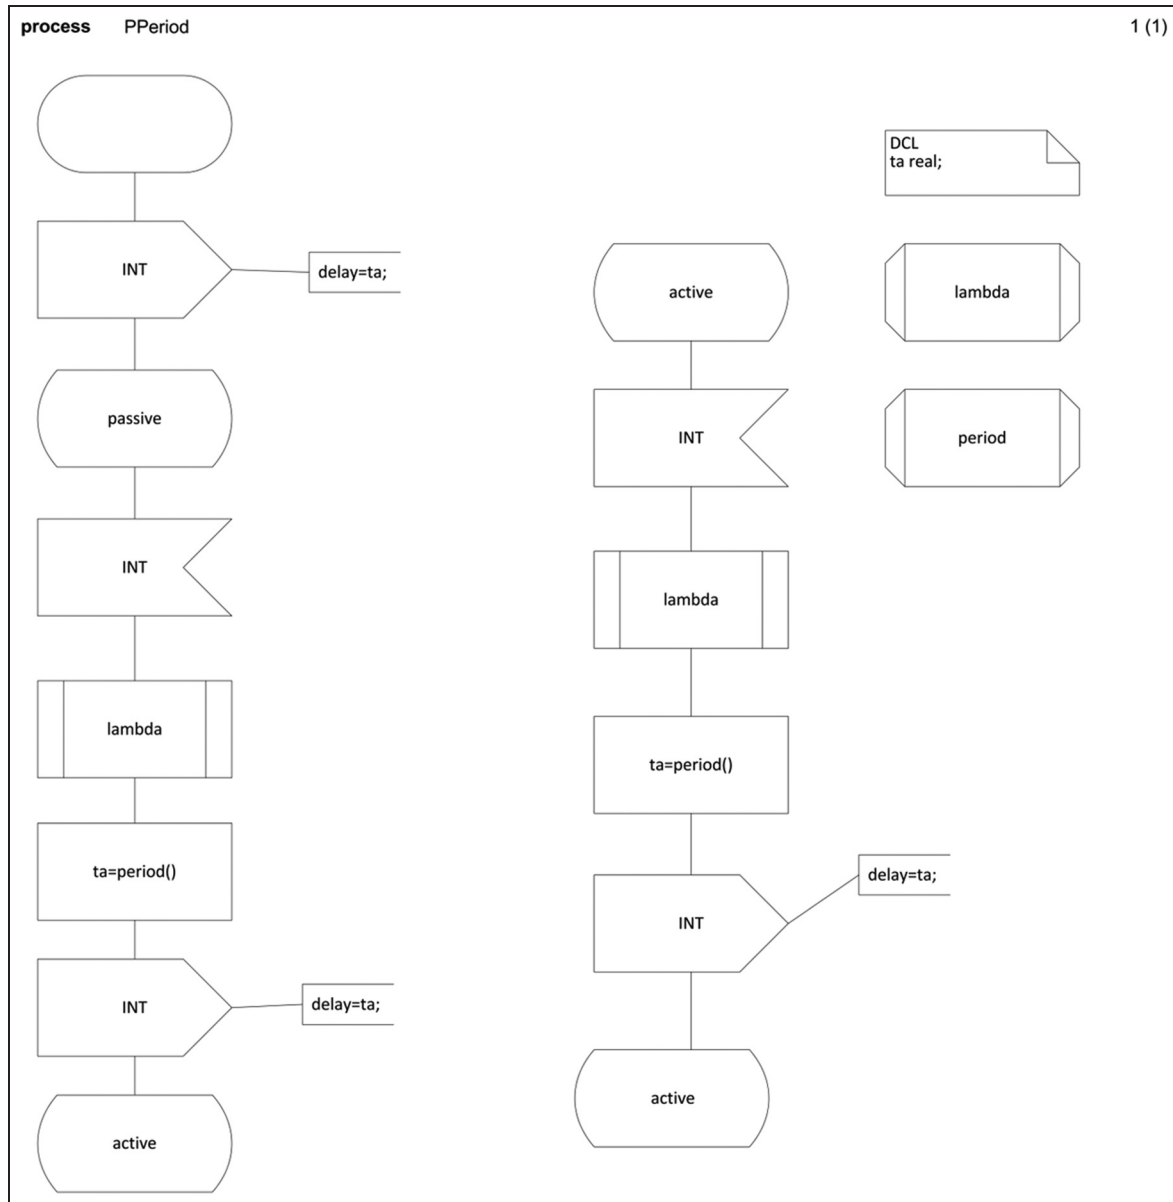 process PPeriod 1 (1)
INT
delay=ta;
passive
INT
lambda
ta=period()
INT
delay=ta;
active
active
INT
lambda
ta=period()
INT
delay=ta;
active
DCL
ta real;
lambda
period